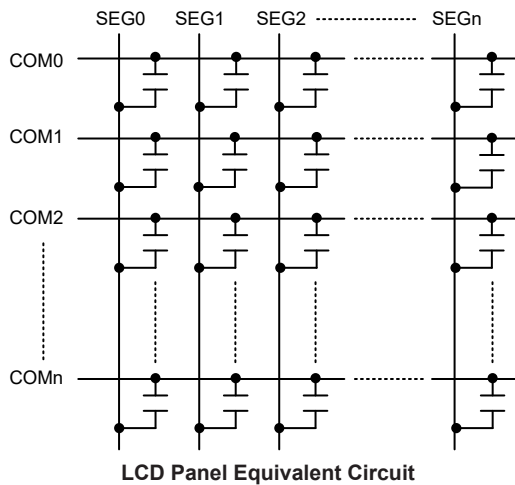 SEG0 SEG1 SEG2 SEGn
COM0
COM1
COM2
COMn
LCD Panel Equivalent Circuit